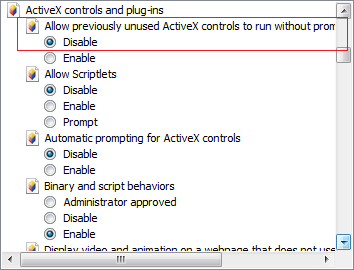 ActiveX controls and plug-ins
Allow previously unused ActiveX controls to run without
Disable
Enable
Allow Scriptlets
Disable
Enable
Prompt
Automatic prompting for ActiveX controls
Disable
Enable
Binary and script behaviors
Administrator approved
Disable
Enable
Display video and animation on a webpage that does not use